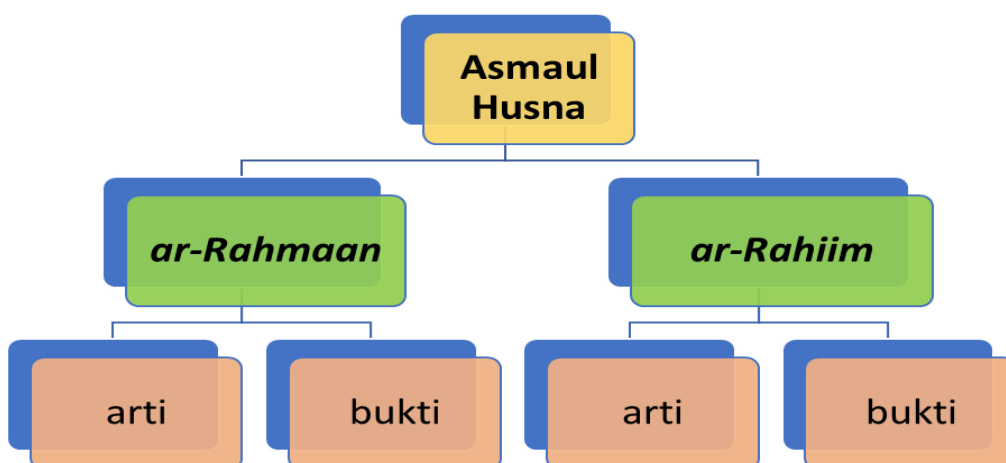 Asmaul
Husna
ar-Rahmaan
ar-Rahiim
arti
bukti
arti
bukti